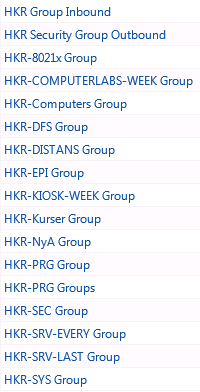 HKR Group Inbound
HKR Security Group Outbound
HKR-8021x Group
HKR-COMPUTERLABS-WEEK Group
HKR-Computers Group
HKR-DFS Group
HKR-DISTANS Group
HKR-EPI Group
HKR-KIOSK-WEEK Group
HKR-Kurser Group
HKR-NyA Group
HKR-PRG Group
HKR-PRG Groups
HKR-SEC Group
HKR-SRV-EVERY Group
HKR-SRV-LAST Group
HKR-SYS Group